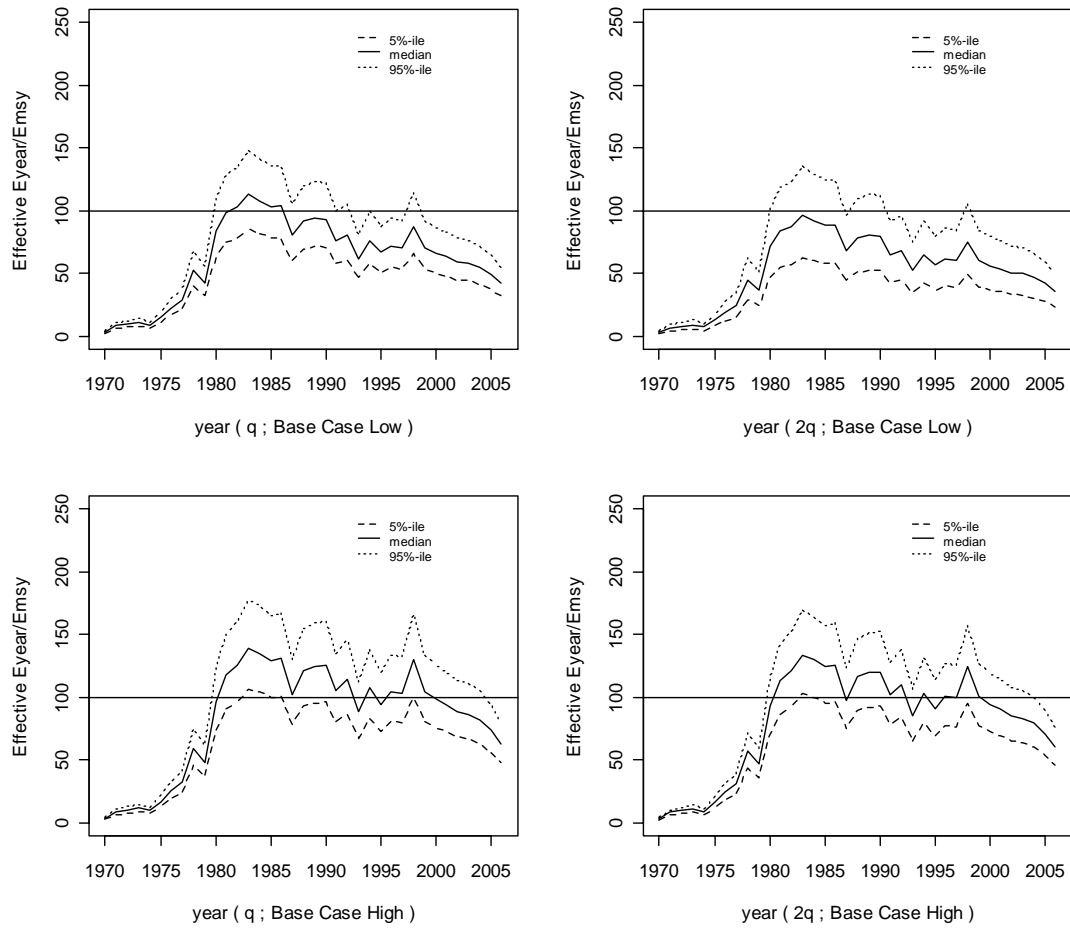 Effective Eyear/Emsy
250
200
150
100
50
0
5%-ile
median
95%-ile
1970 1975 1980 1985 1990 1995 2000 2005
year ( q ; Base Case Low )
Effective Eyear/Emsy
250
200
150
100
50
0
5%-ile
median
95%-ile
1970 1975 1980 1985 1990 1995 2000 2005
year ( 2q ; Base Case Low )
Effective Eyear/Emsy
250
200
150
100
50
0
5%-ile
median
95%-ile
1970 1975 1980 1985 1990 1995 2000 2005
year ( q ; Base Case High )
Effective Eyear/Emsy
250
200
150
100
50
0
5%-ile
median
95%-ile
1970 1975 1980 1985 1990 1995 2000 2005
year ( 2q ; Base Case High )